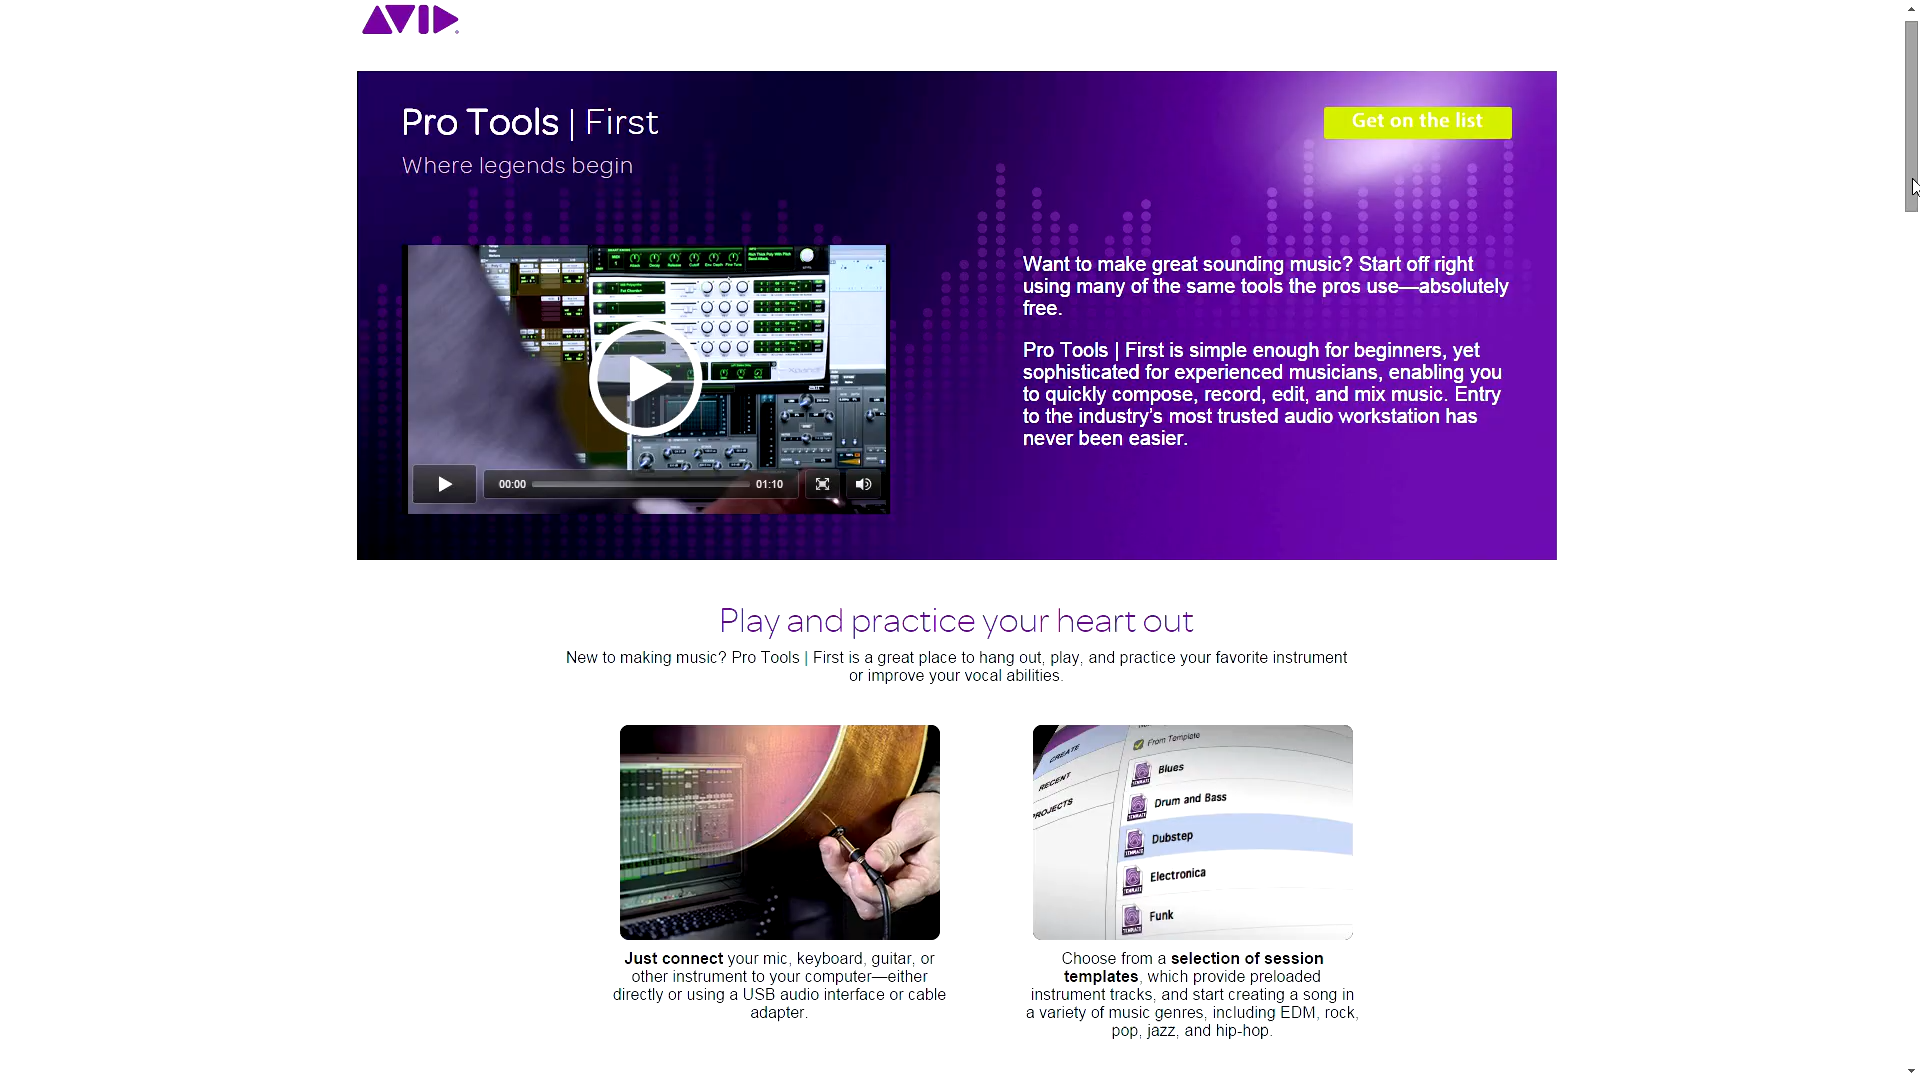 AVID
Pro Tools | First
Get on the list
Where legends begin
Want to make great sounding music? Start off right
using many of the same tools the pros use—absolutely
free.
Pro Tools | First is simple enough for beginners, yet
sophisticated for experienced musicians, enabling you
to quickly compose, record, edit, and mix music. Entry
to the industry's most trusted audio workstation has
never been easier.
00:00
01:10
Play and practice your heart out
New to making music? Pro Tools | First is a great place to hang out, play, and practice your favorite instrument
or improve your vocal abilities.
CREATE
RECENT
PROJECTS
From Template
Blues
Drum and Bass
Dubstep
Electronica
Funk
Just connect your mic, keyboard, guitar, or
other instrument to your computer—either
directly or using a USB audio interface or cable
adapter.
Choose from a selection of session
templates, which provide preloaded
instrument tracks, and start creating a song in
a variety of music genres, including EDM, rock,
pop, jazz, and hip-hop.